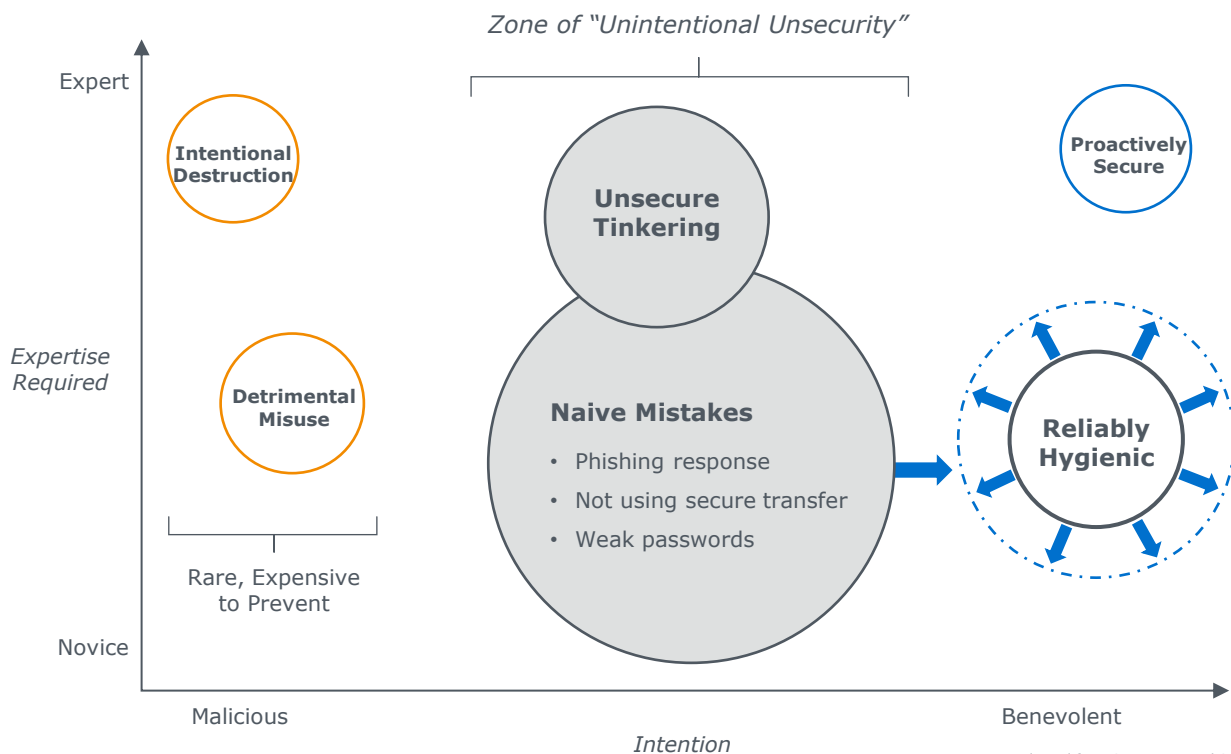 Zone of “Unintentional Unsecurity”
Expert
Intentional
Destruction
Unsecure
Tinkering
Proactively
Secure
Expertise
Required
Detrimental
Misuse
Naive Mistakes
• Phishing response
• Not using secure transfer
• Weak passwords
Reliably
Hygienic
Rare, Expensive
to Prevent
Novice
Malicious
Benevolent
Intention